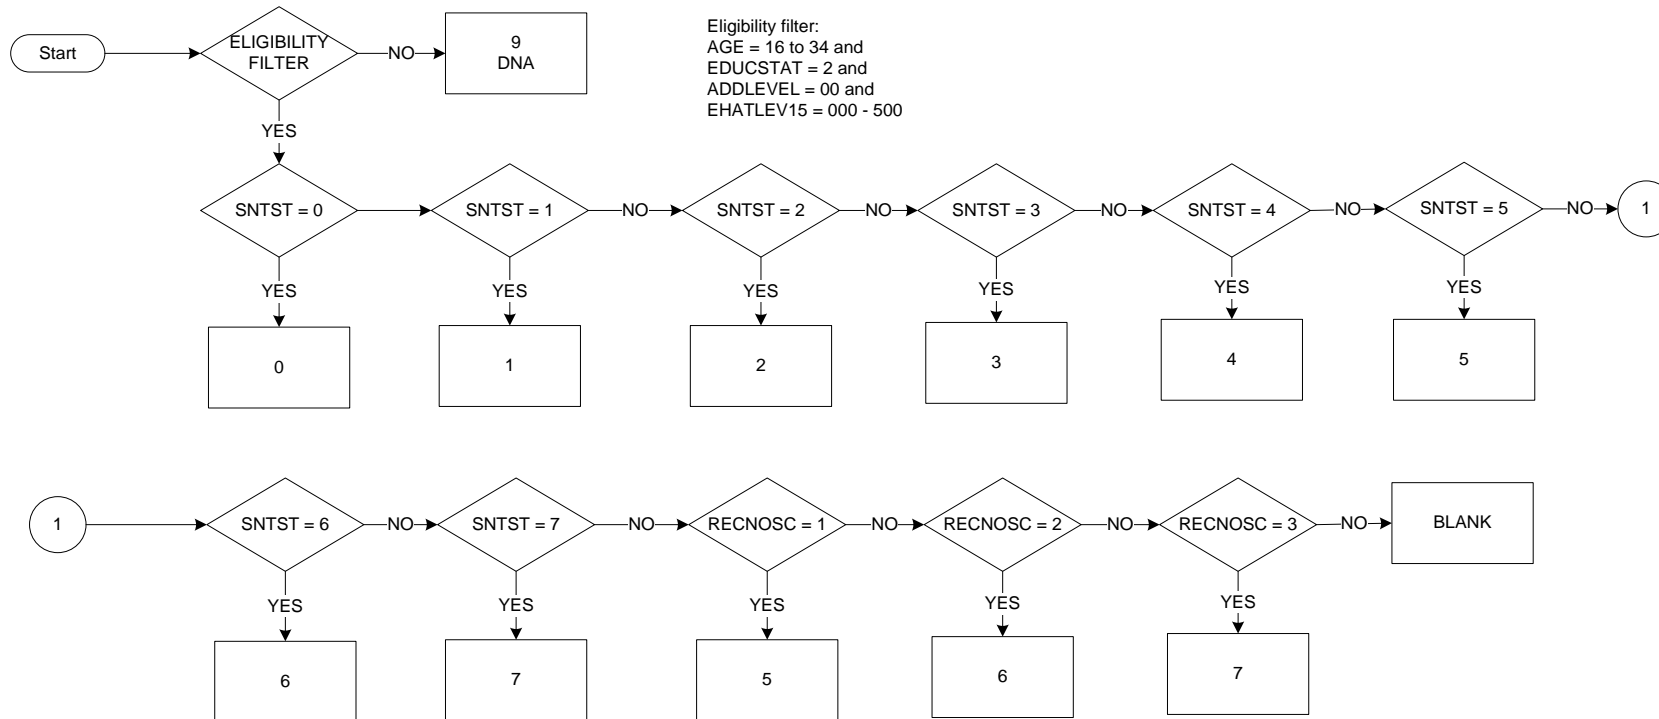 Start
ELIGIBILITY
FILTER
NO
9
DNA
Eligibility filter:
AGE = 16 to 34 and
EDUCSTAT = 2 and
ADDLEVEL = 00 and
EHATLEV15 = 000 - 500
YES
SNTST = 0
SNTST = 1
NO
SNTST = 2
NO
SNTST = 3
NO
SNTST = 4
NO
SNTST = 5
NO
1
YES
YES
YES
YES
YES
YES
0
1
2
3
4
5
1
SNTST = 6
NO
SNTST = 7
NO
RECNOSC = 1
NO
RECNOSC = 2
NO
RECNOSC = 3
NO
BLANK
YES
YES
YES
YES
YES
6
7
5
6
7